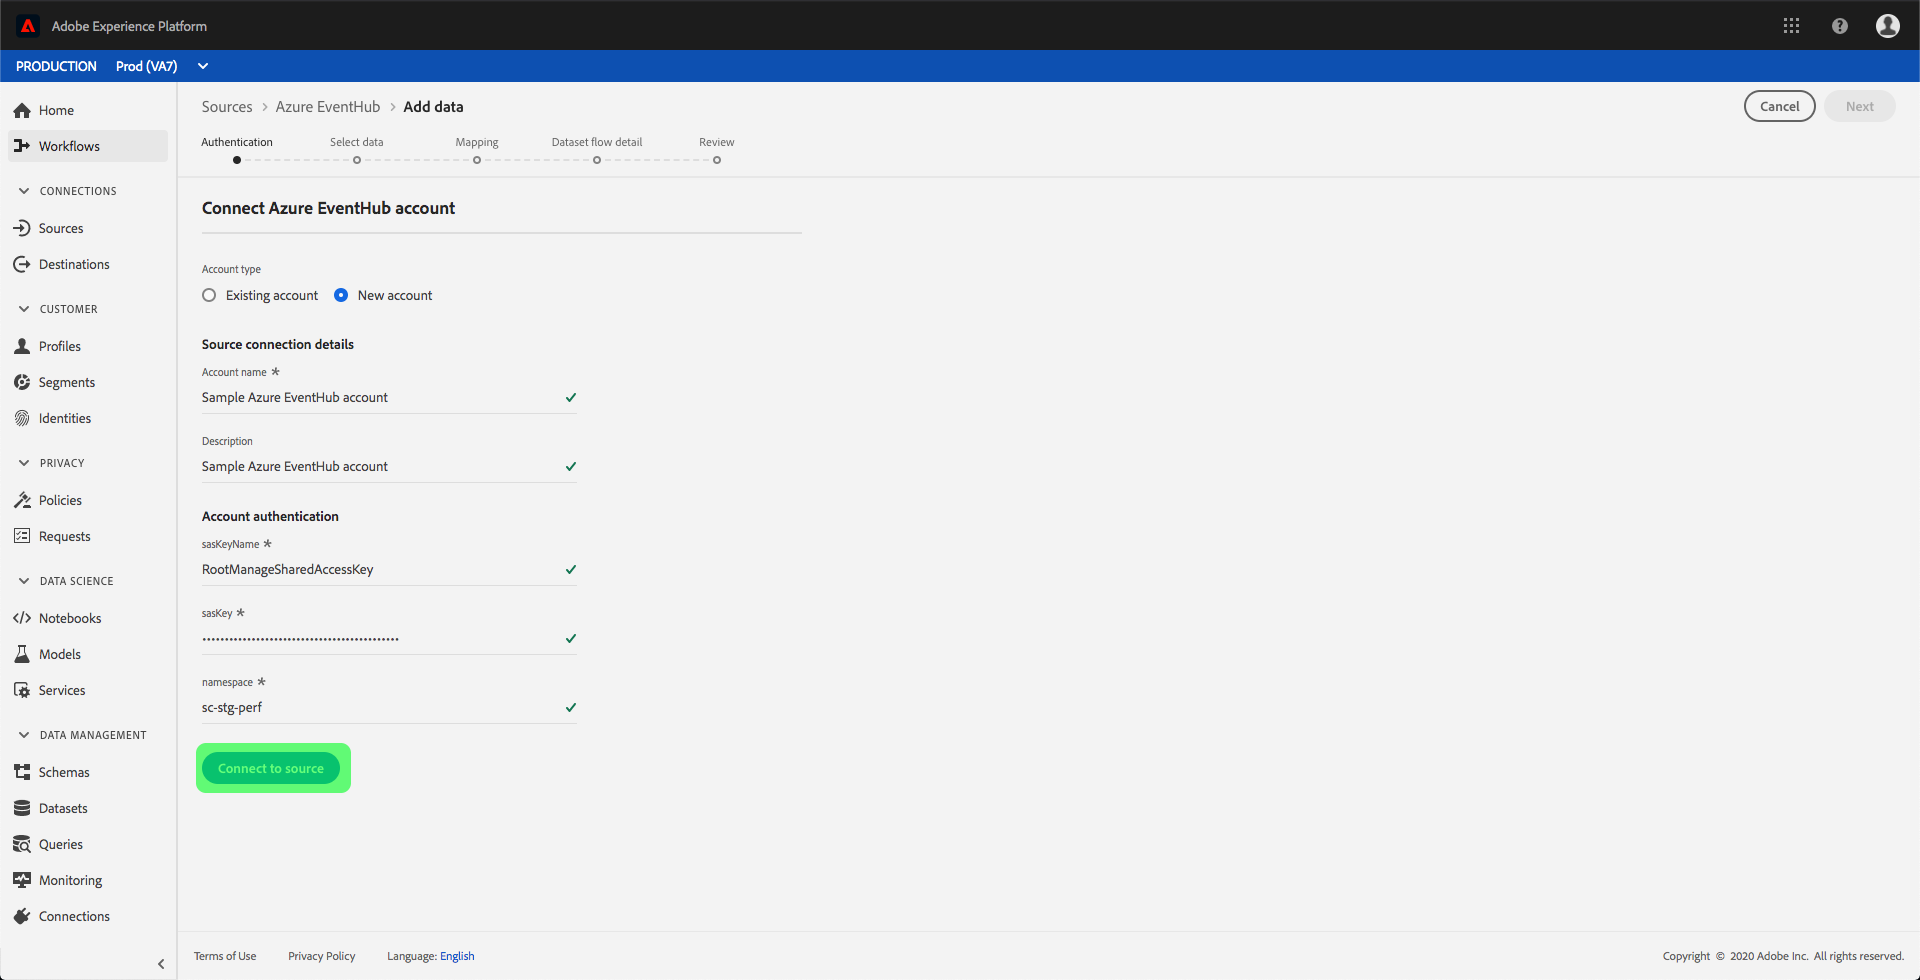 Adobe Experience Platform
PRODUCTION Prod (VA7)
Home
Workflows
CONNECTIONS
Sources
Destinations
CUSTOMER
Profiles
Segments
Identities
PRIVACY
Policies
Requests
DATA SCIENCE
Notebooks
Models
Services
DATA MANAGEMENT
Schemas
Datasets
Queries
Monitoring
Connections
Sources > Azure EventHub > Add data
Cancel Next
Authentication Select data Mapping Dataset flow detail Review
Connect Azure EventHub account
Account type
Existing account New account
Source connection details
Account name *
Sample Azure EventHub account
Description
Sample Azure EventHub account
Account authentication
sasKeyName *
RootManageSharedAccessKey
sasKey *
namespace *
sc-stg-perf
Connect to source
Terms of Use Privacy Policy Language: English
Copyright © 2020 Adobe Inc. All rights reserved.